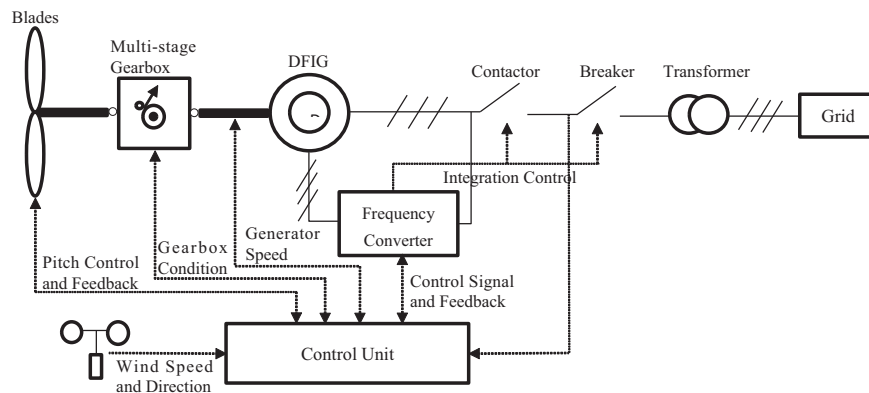 Blades
Multi-stage
Gearbox
DFIG
Contactor
Breaker
Transformer
Grid
Integration Control
Frequency
Converter
Generator
Speed
Gearbox
Condition
Pitch Control
and Feedback
Control Signal
and Feedback
Control Unit
Wind Speed
and Direction